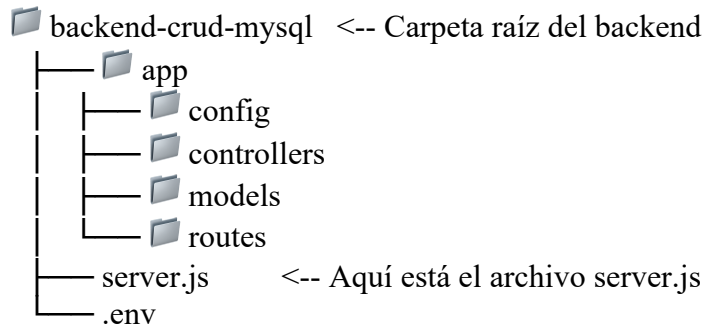 backend-crud-mysql <-- Carpeta raíz del backend
app
config
controllers
models
routes
server.js <-- Aquí está el archivo server.js
.env